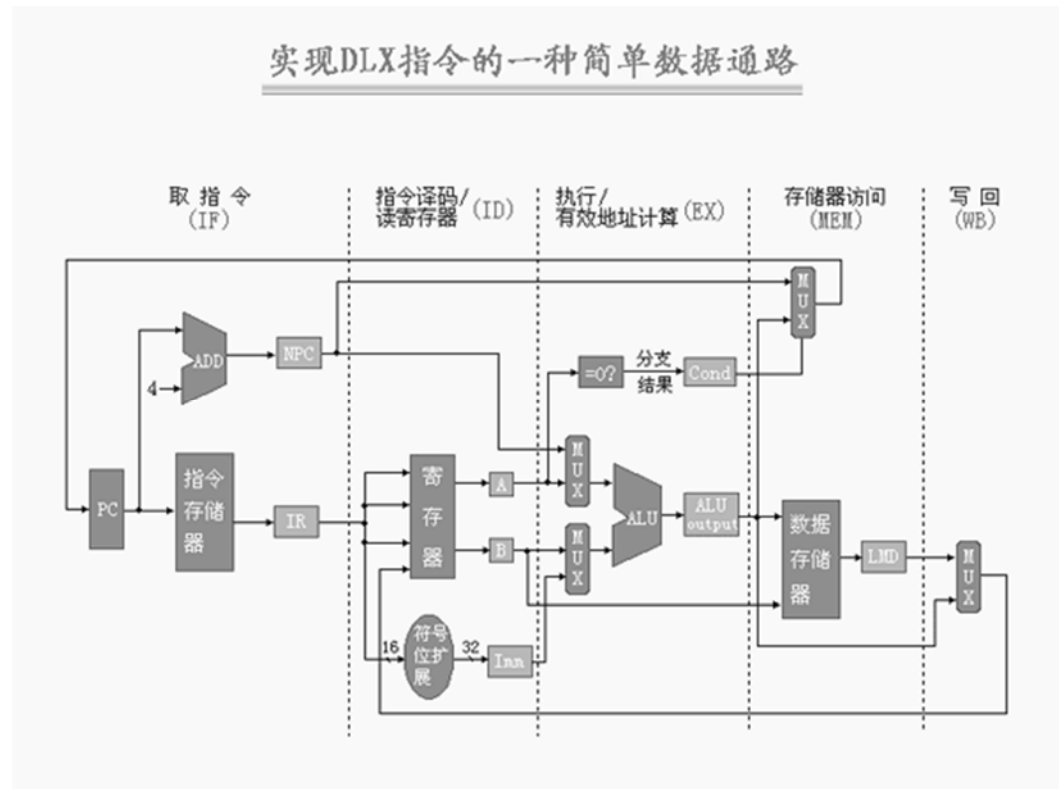 实现DLX指令的一种简单数据通路
取 指 令
(IF)
指令译码/
读寄存器
(ID)
执行/
有效地址计算
(EX)
存储器访问
(MEM)
写 回
(WB)
MUX
ADD
NPC
4
=0?
分支
结果
Cond
PC
指令
存储
器
IR
寄
存
器
A
B
MUX
MUX
ALU
ALU
output
数据
存储
器
LMD
MUX
16
符号
位扩
展
32
Imm